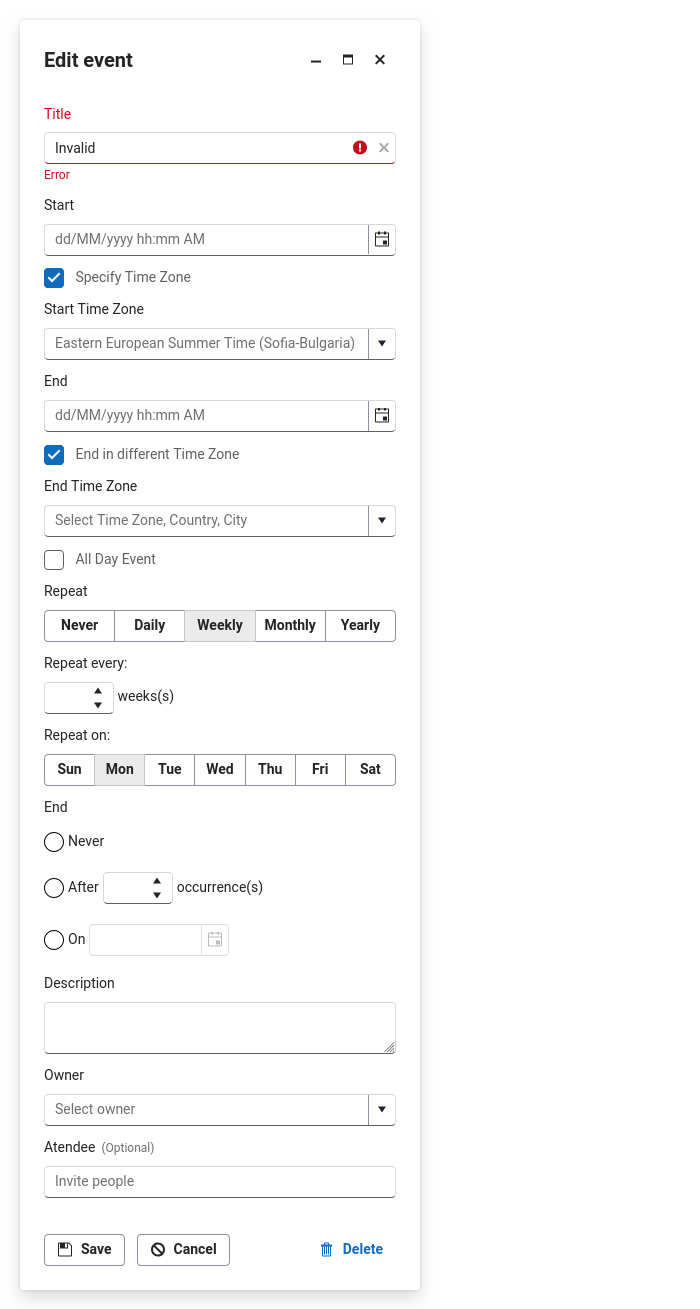 Edit event
Title
Invalid
Error
Start
dd/MM/yyyy hh:mm AM
Specify Time Zone
Start Time Zone
Eastern European Summer Time (Sofia-Bulgaria)
End
dd/MM/yyyy hh:mm AM
End in different Time Zone
End Time Zone
Select Time Zone, Country, City
All Day Event
Repeat
Never Daily Weekly Monthly Yearly
Repeat every:
weeks(s)
Repeat on:
Sun Mon Tue Wed Thu Fri Sat
End
Never
After occurrence(s)
On
Description
Owner
Select owner
Atendee (Optional)
Invite people
Save Cancel Delete